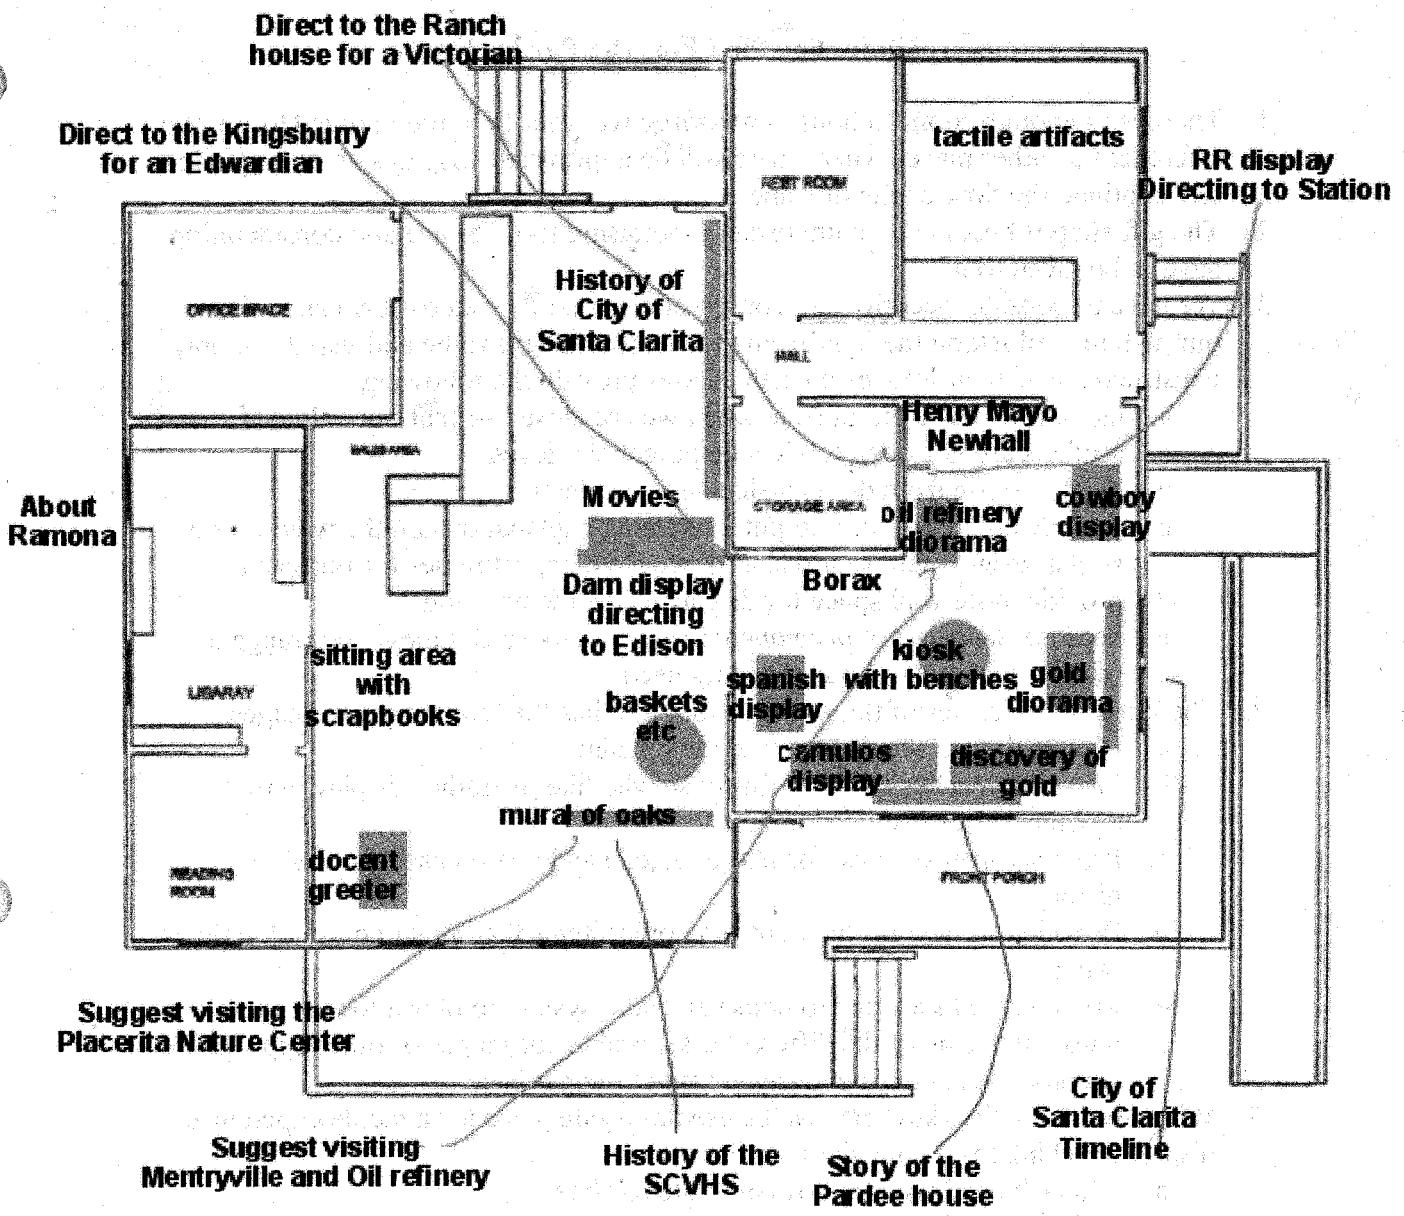 Direct to the Ranch
house for a Victorian
Direct to the Kingsburry
for an Edwardian
tactile artifacts
RR display
Directing to Station
REST ROOM
History of
City of
Santa Clarita
OFFICE SPACE
HALL
Henry Mayo
Newhall
SALES AREA
About
Ramona
Movies
STORAGE AREA
oil refinery
diorama
cowboy
display
Dam display
directing
to Edison
Borax
sitting area
with
scrapbooks
LIBARAY
baskets
etc
spanish
display
kiosk
with benches
gold
diorama
camulos
display
discovery of
gold
mural of oaks
docent
greeter
READING
ROOM
FRONT PORCH
Suggest visiting the
Placerita Nature Center
Suggest visiting
Mentryville and Oil refinery
History of the
SCVHS
Story of the
Pardee house
City of
Santa Clarita
Timeline